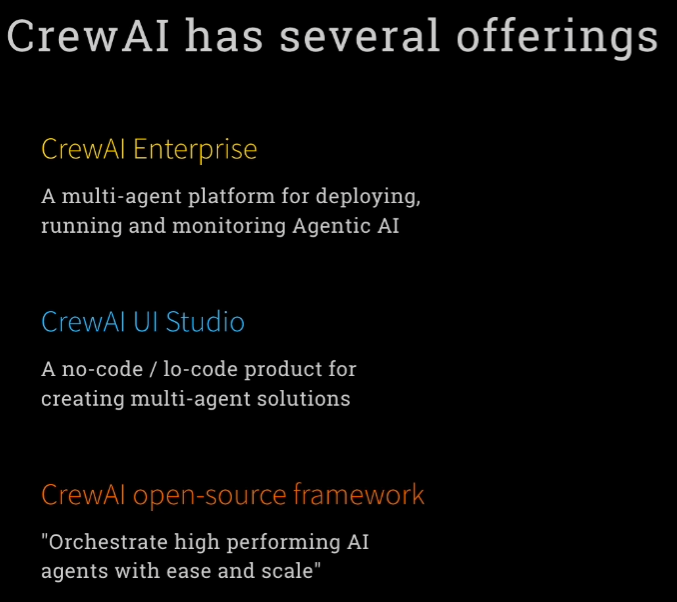 CrewAI has several offerings
CrewAI Enterprise
A multi-agent platform for deploying,
running and monitoring Agentic AI
CrewAI UI Studio
A no-code / lo-code product for
creating multi-agent solutions
CrewAI open-source framework
"Orchestrate high performing AI
agents with ease and scale"